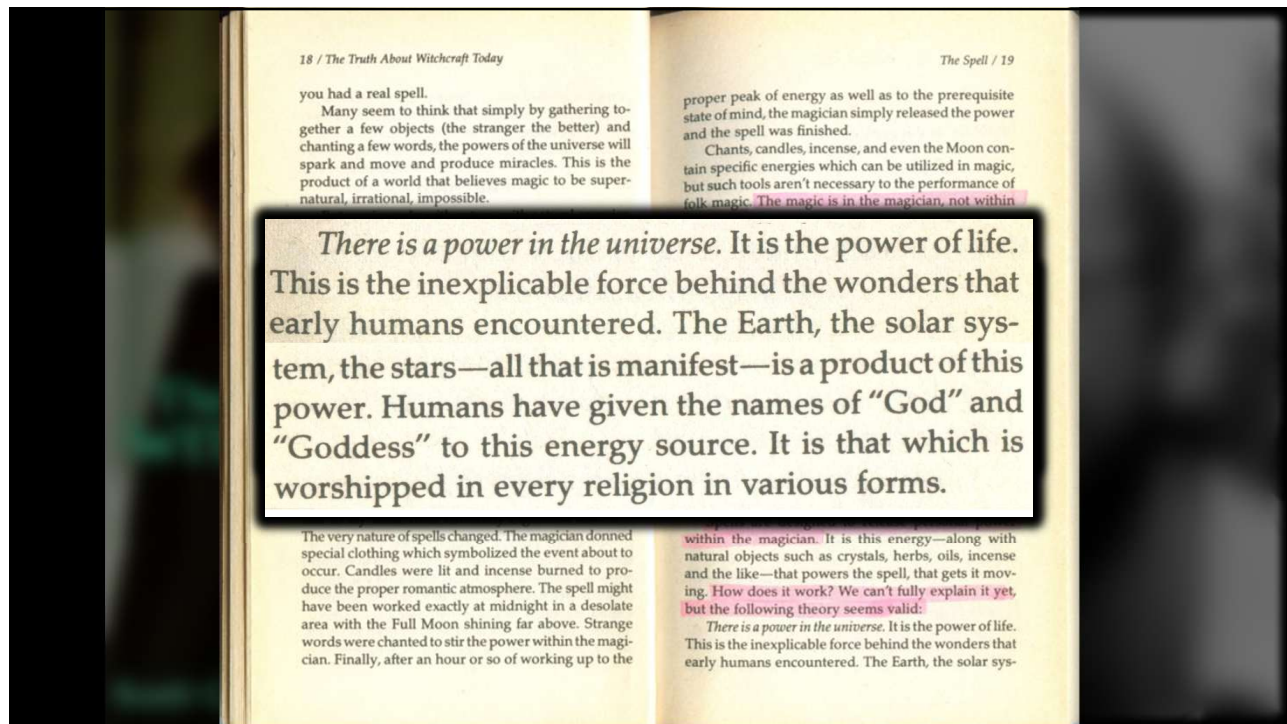 18 / The Truth About Witchcraft Today
you had a real spell.
Many seem to think that simply by gathering to-
gether a few objects (the stranger the better) and
chanting a few words, the powers of the universe will
spark and move and produce miracles. This is the
product of a world that believes magic to be super-
natural, irrational, impossible.
The Spell / 19
proper peak of energy as well as to the prerequisite
state of mind, the magician simply released the power
and the spell was finished.
Chants, candles, incense, and even the Moon con-
tain specific energies which can be utilized in magic,
but such tools aren't necessary to the performance of
folk magic. The magic is in the magician, not within
There is a power in the universe. It is the power of life.
This is the inexplicable force behind the wonders that
early humans encountered. The Earth, the solar sys-
tem, the stars—all that is manifest—is a product of this
power. Humans have given the names of “God” and
“Goddess” to this energy source. It is that which is
worshipped in every religion in various forms.
The very nature of spells changed. The magician donned
special clothing which symbolized the event about to
occur. Candles were lit and incense burned to pro-
duce the proper romantic atmosphere. The spell might
have been worked exactly at midnight in a desolate
area with the Full Moon shining far above. Strange
words were chanted to stir the power within the magi-
cian. Finally, after an hour or so of working up to the
within the magician. It is this energy—along with
natural objects such as crystals, herbs, oils, incense
and the like—that powers the spell, that gets it mov-
ing. How does it work? We can't fully explain it yet,
but the following theory seems valid:
There is a power in the universe. It is the power of life.
This is the inexplicable force behind the wonders that
early humans encountered. The Earth, the solar sys-